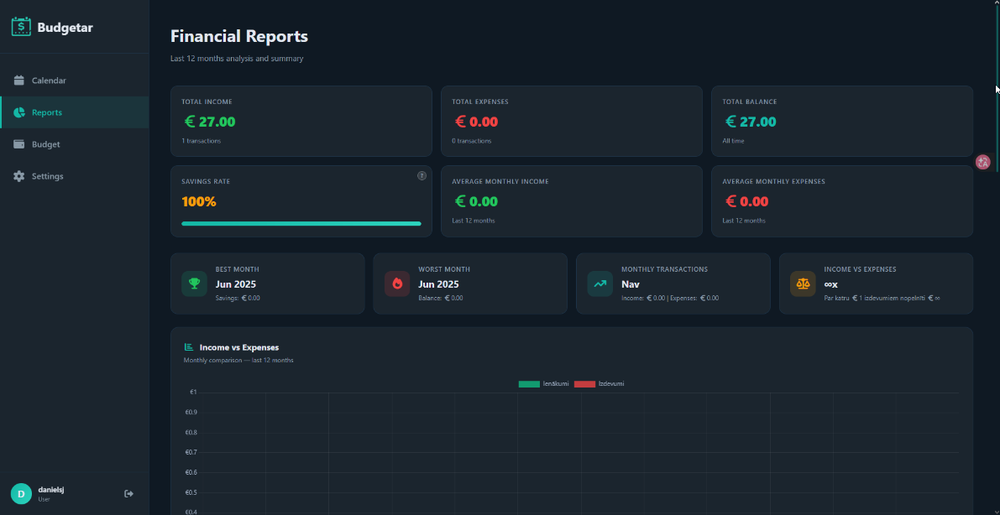 Budgetar
Calendar
Reports
Budget
Settings
danielsj
User
D
Financial Reports
Last 12 months analysis and summary
TOTAL INCOME
€ 27.00
1 transactions
TOTAL EXPENSES
€ 0.00
0 transactions
TOTAL BALANCE
€ 27.00
All time
SAVINGS RATE
?
100%
AVERAGE MONTHLY INCOME
€ 0.00
Last 12 months
AVERAGE MONTHLY EXPENSES
€ 0.00
Last 12 months
BEST MONTH
Jun 2025
Savings: € 0.00
WORST MONTH
Jun 2025
Balance: € 0.00
MONTHLY TRANSACTIONS
Nav
Income: € 0.00 | Expenses: € 0.00
INCOME VS EXPENSES
∞x
Par katru € 1 izdevumiem nopelnīti € ∞
Income vs Expenses
Monthly comparison — last 12 months
Ienākumi Izdevumi
€1
€0.9
€0.8
€0.7
€0.6
€0.5
€0.4